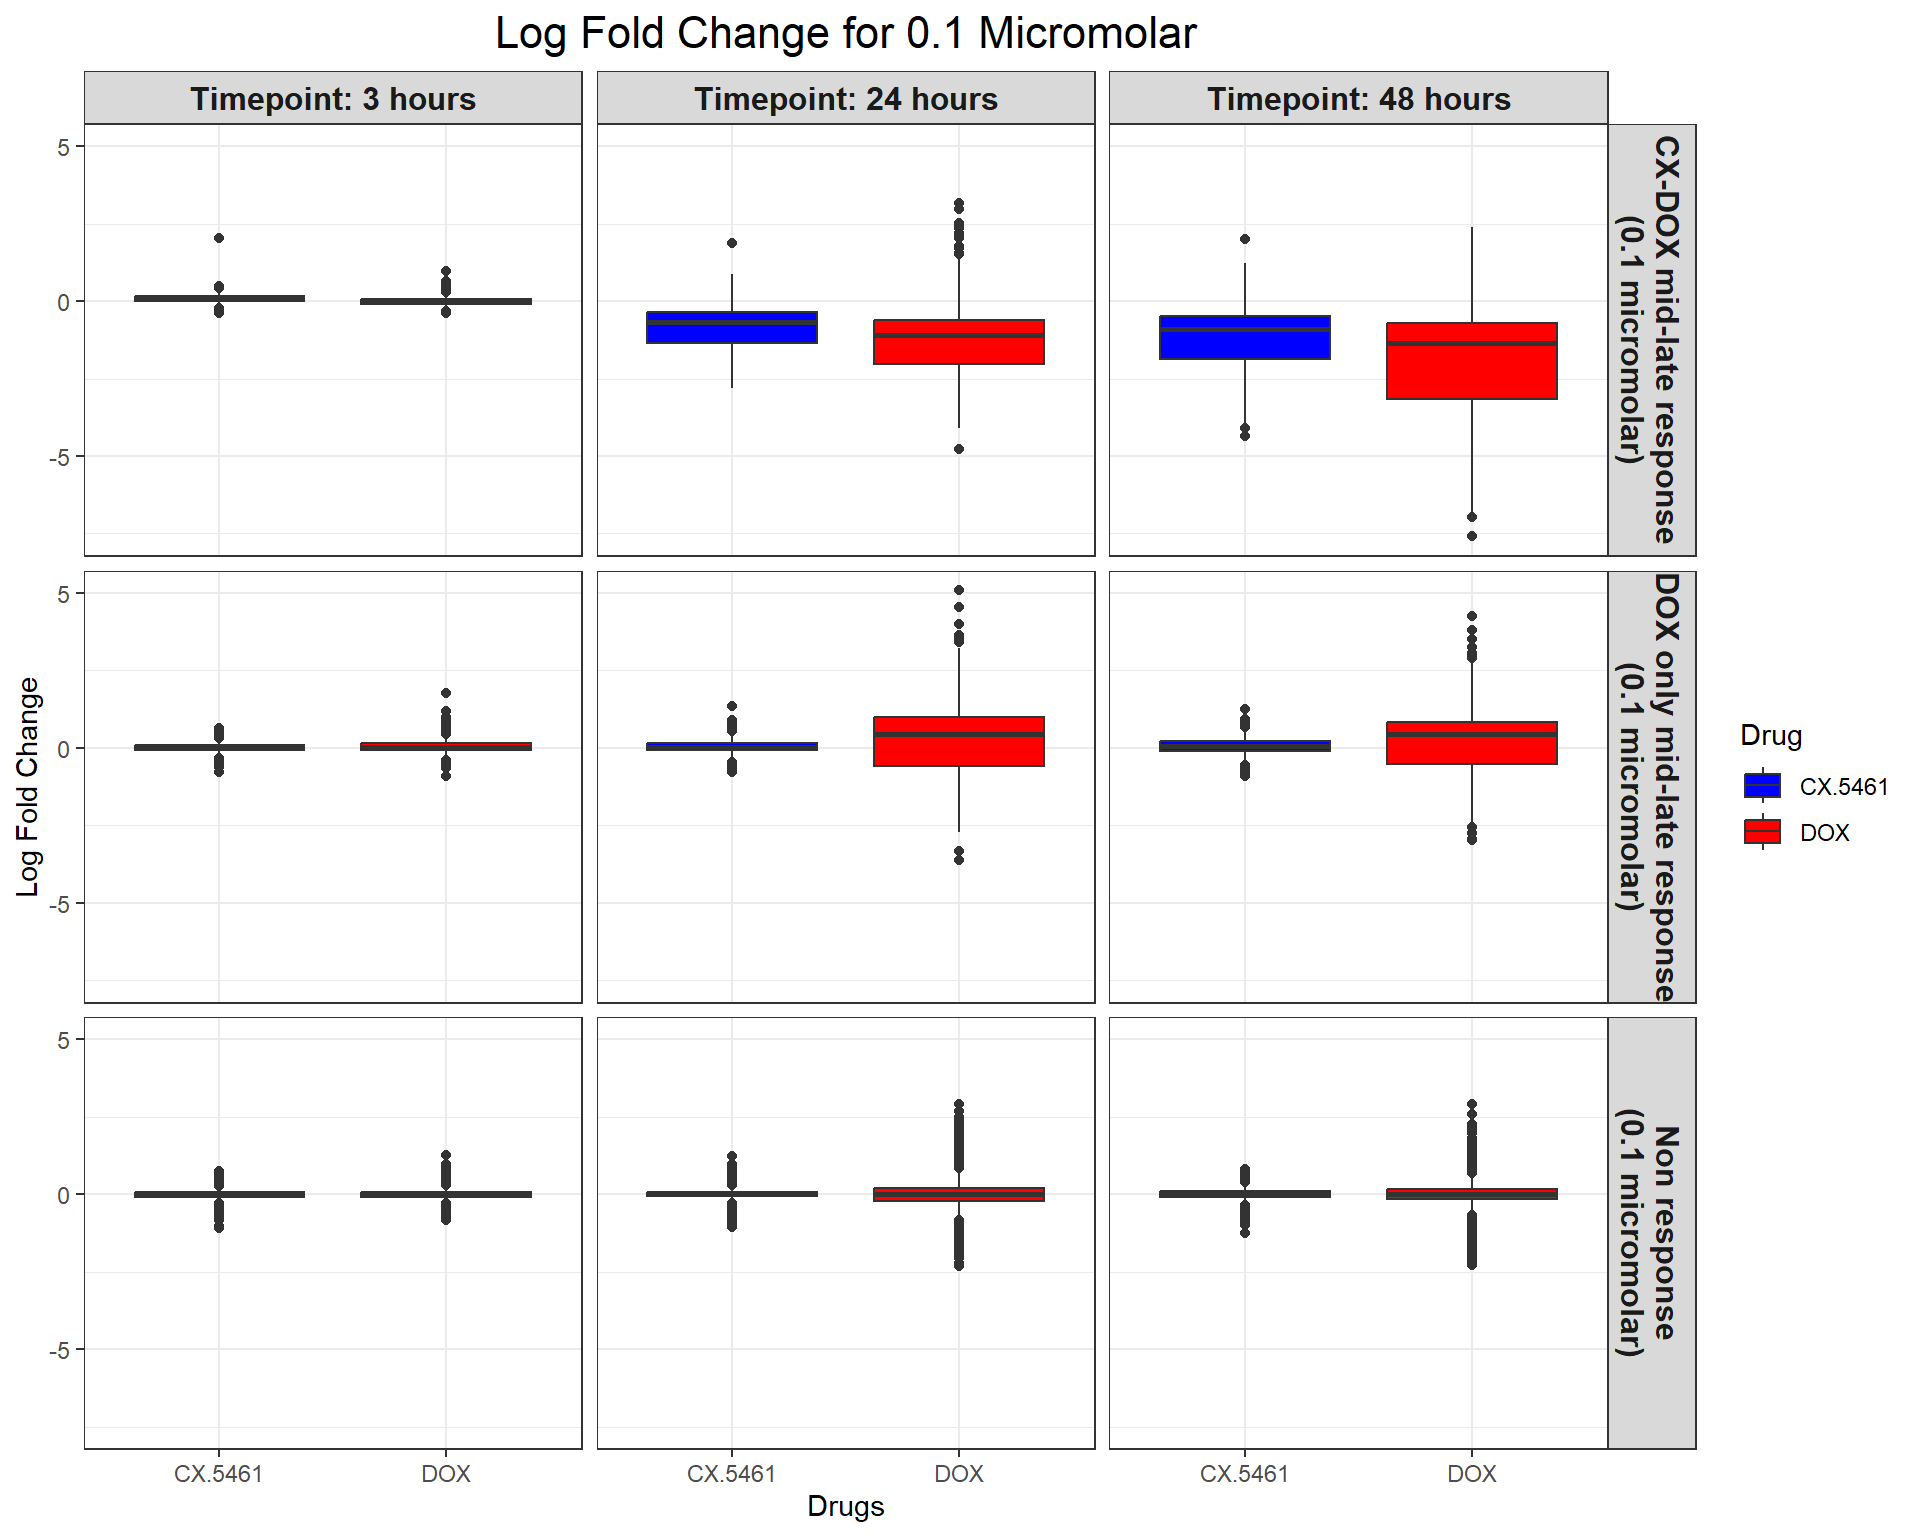 Log Fold Change for 0.1 Micromolar
Timepoint: 3 hours
Timepoint: 24 hours
Timepoint: 48 hours
5
0
-5
CX-DOX mid-late response
(0.1 micromolar)
5
0
-5
DOX only mid-late response
(0.1 micromolar)
5
0
-5
Non response
(0.1 micromolar)
Log Fold Change
CX.5461
DOX
CX.5461
DOX
CX.5461
DOX
Drugs
Drug
CX.5461
DOX